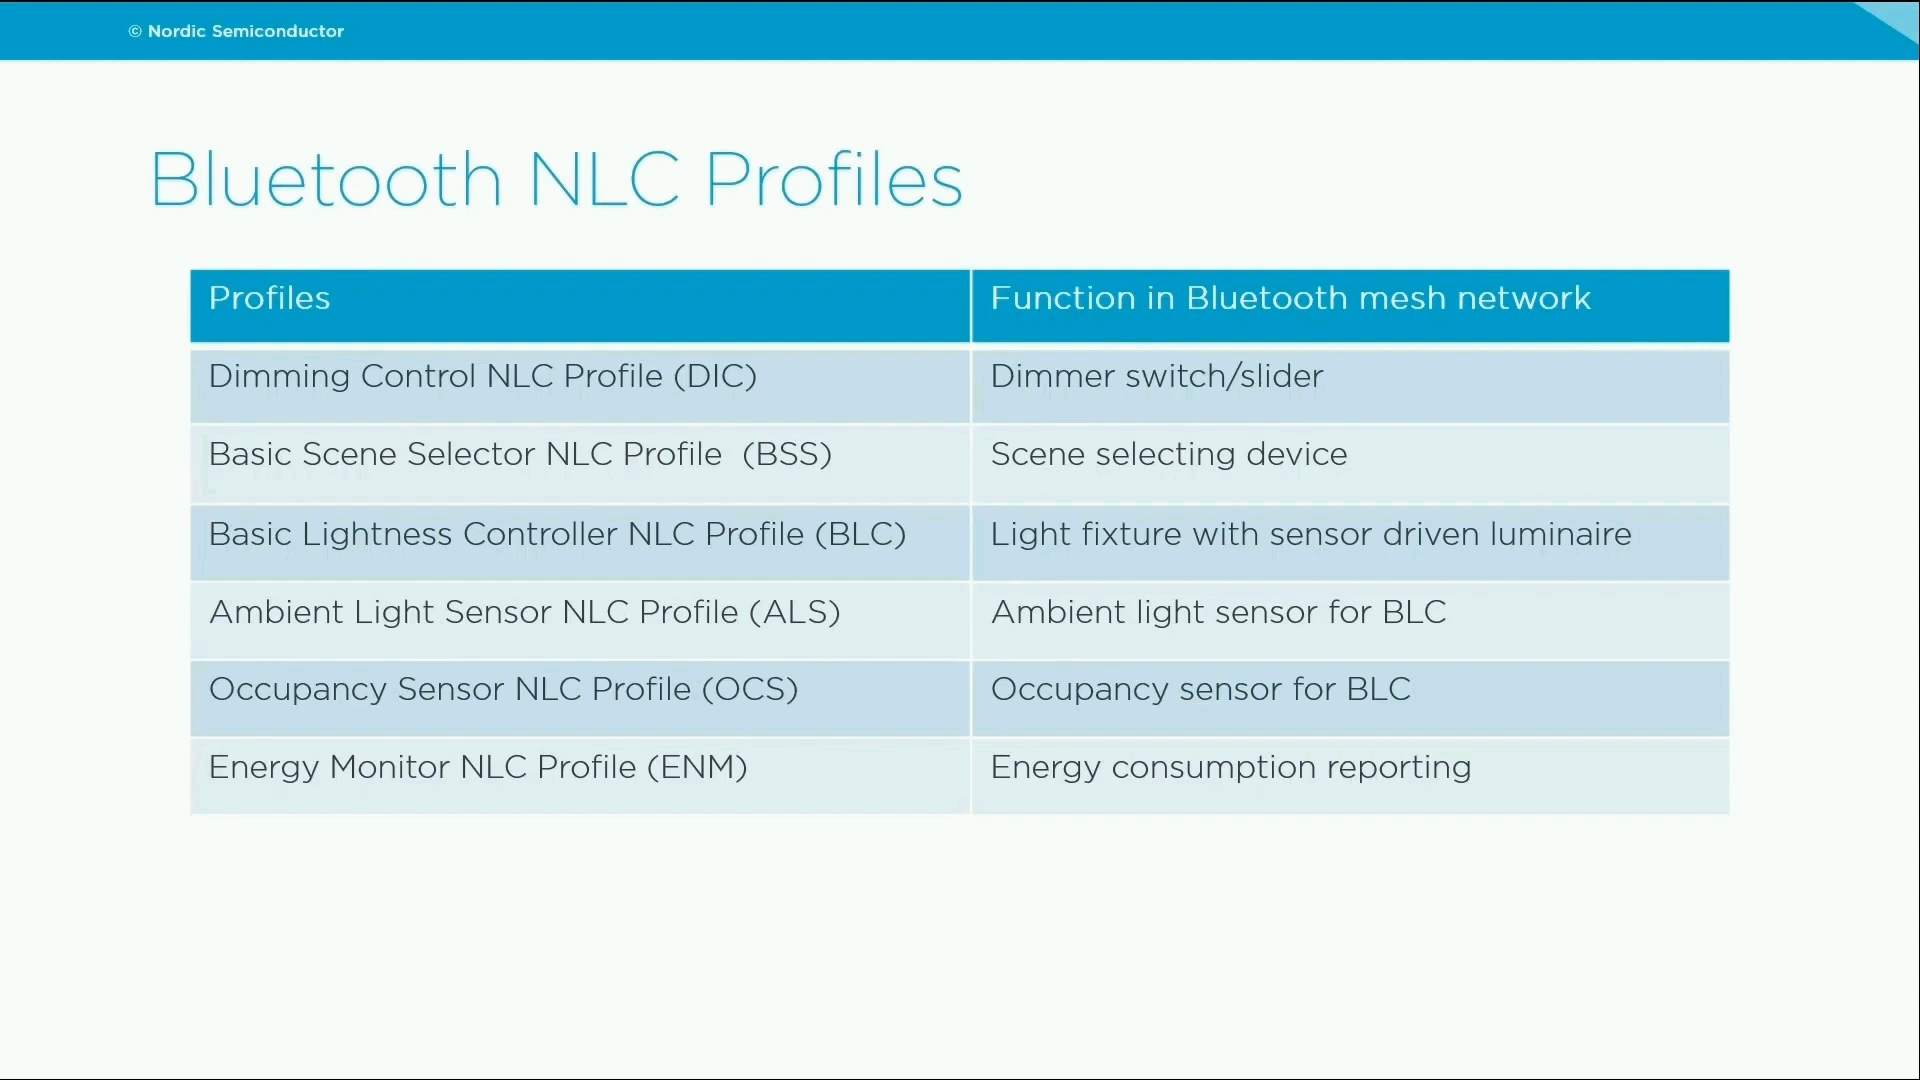 © Nordic Semiconductor
Bluetooth NLC Profiles
Profiles
Function in Bluetooth mesh network
Dimming Control NLC Profile (DIC)
Dimmer switch/slider
Basic Scene Selector NLC Profile (BSS)
Scene selecting device
Basic Lightness Controller NLC Profile (BLC)
Light fixture with sensor driven luminaire
Ambient Light Sensor NLC Profile (ALS)
Ambient light sensor for BLC
Occupancy Sensor NLC Profile (OCS)
Occupancy sensor for BLC
Energy Monitor NLC Profile (ENM)
Energy consumption reporting